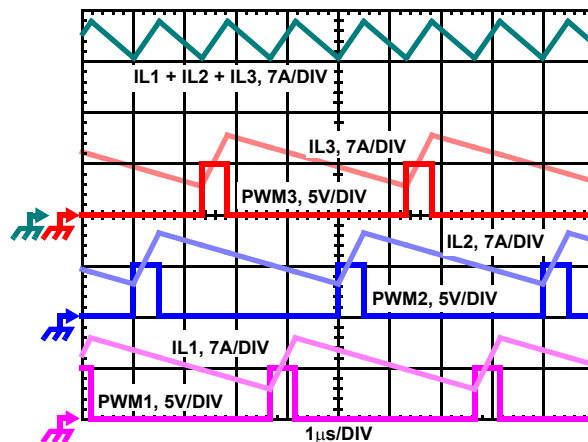 IL1 + IL2 + IL3, 7A/DIV
IL3, 7A/DIV
PWM3, 5V/DIV
IL2, 7A/DIV
PWM2, 5V/DIV
IL1, 7A/DIV
PWM1, 5V/DIV
1µs/DIV